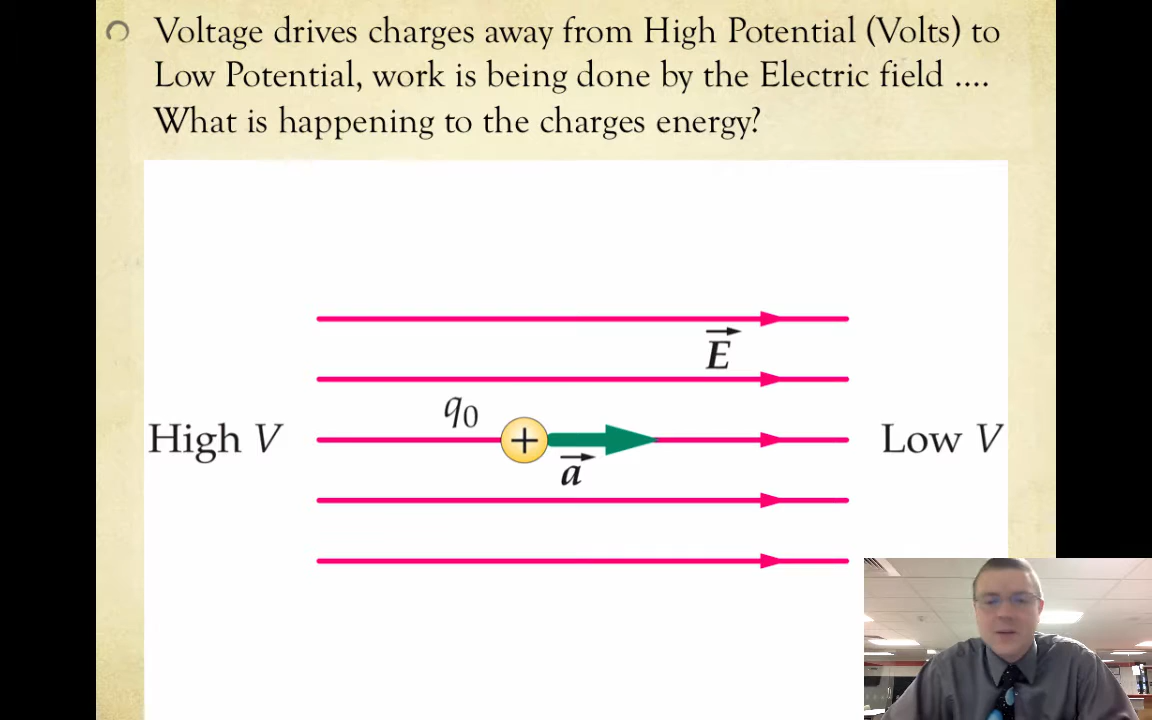 Voltage drives charges away from High Potential (Volts) to
Low Potential, work is being done by the Electric field ....
What is happening to the charges energy?
E
q0
High V
+
Low V
a